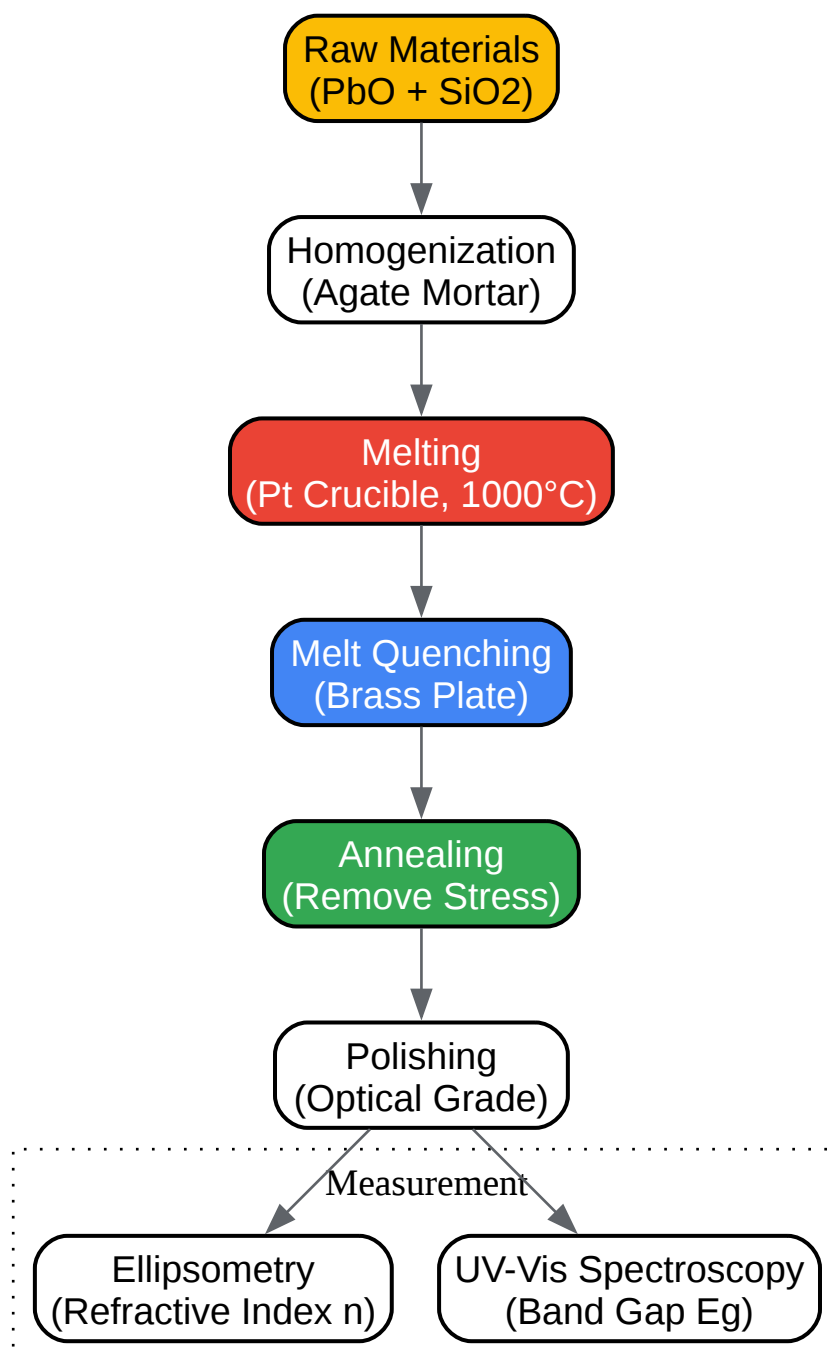 Raw Materials
(PbO + SiO2)
Homogenization
(Agate Mortar)
Melting
(Pt Crucible, 1000°C)
Melt Quenching
(Brass Plate)
Annealing
(Remove Stress)
Polishing
(Optical Grade)
Measurement
Ellipsometry
(Refractive Index n)
UV-Vis Spectroscopy
(Band Gap Eg)